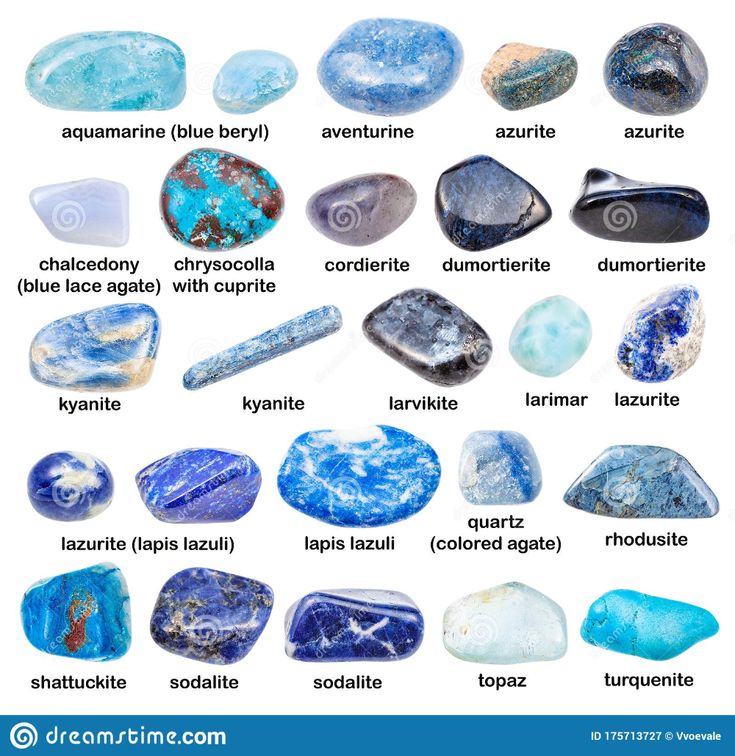 aquamarine (blue beryl) aventurine azurite azurite
chalcedony chrysocolla cordierite dumortierite dumortierite
(blue lace agate) with cuprite
kyanite kyanite larvikite larimar lazurite
lazurite (lapis lazuli) lapis lazuli quartz rhodusite
(colored agate)
shattuckite sodalite sodalite topaz turquenite
dreamstime.com ID 175713727 © Vvoevale